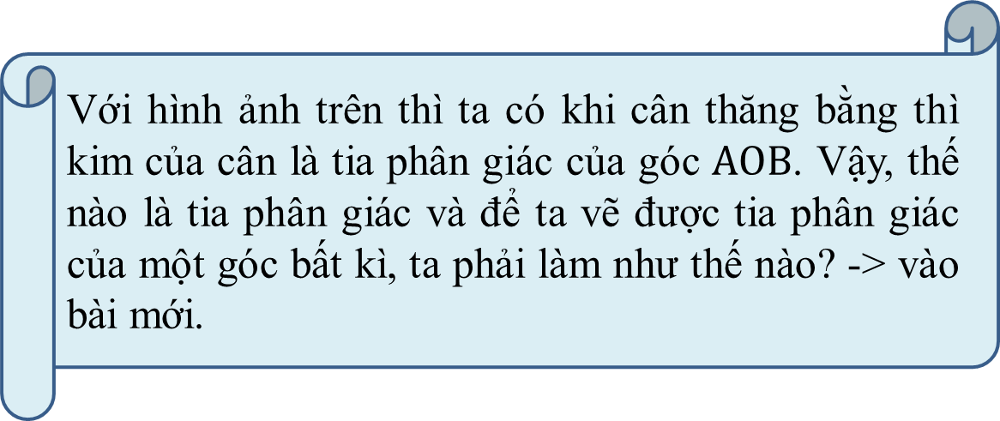 Với hình ảnh trên thì ta có khi cân thăng bằng thì
kim của cân là tia phân giác của góc AOB. Vậy, thế
nào là tia phân giác và để ta vẽ được tia phân giác
của một góc bất kì, ta phải làm như thế nào? -> vào
bài mới.